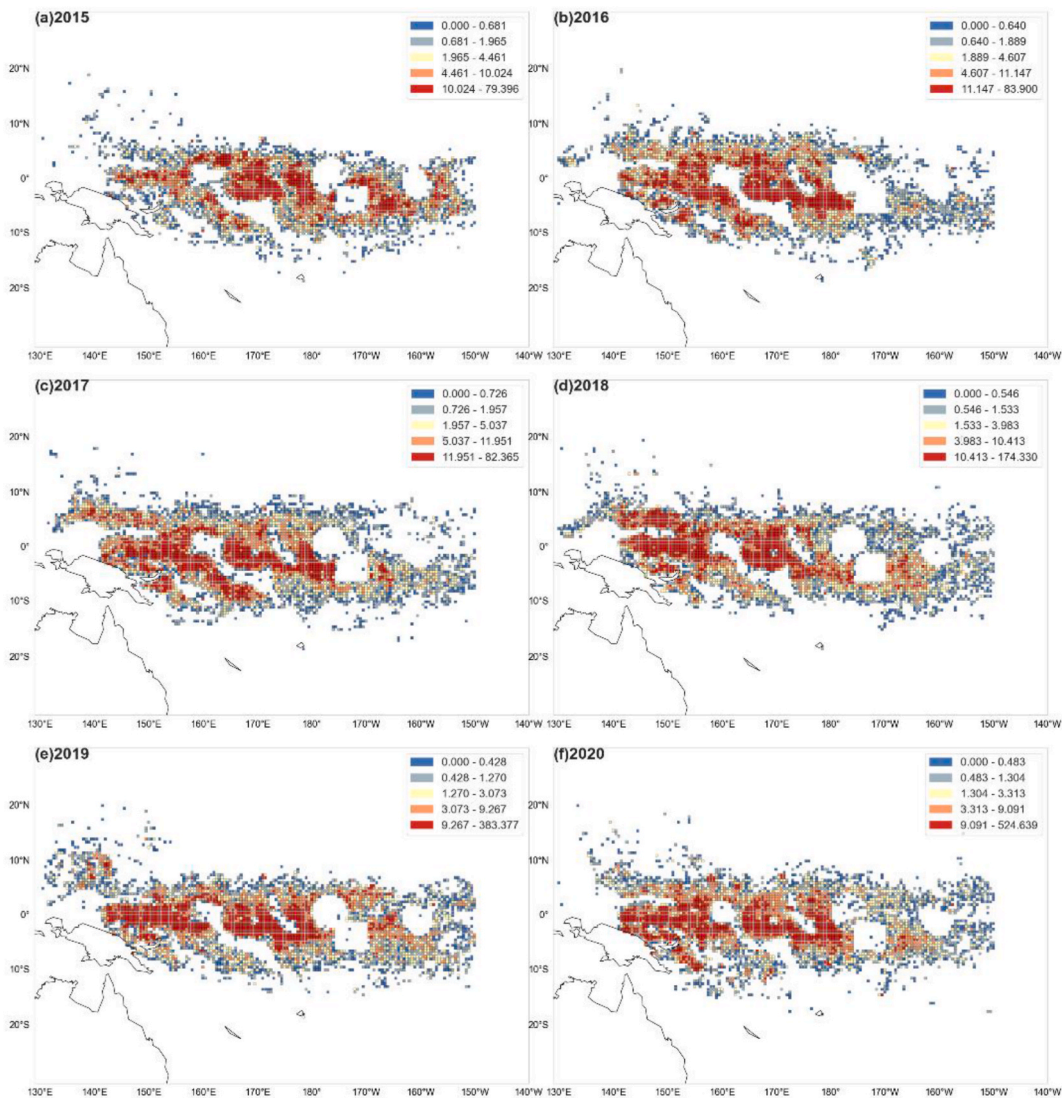 (a)2015
0.000 - 0.681
0.681 - 1.965
1.965 - 4.461
4.461 - 10.024
10.024 - 79.396
20°N
10°N
0°
10°S
20°S
130°E 140°E 150°E 160°E 170°E 180° 170°W 160°W 150°W 140°W
(b)2016
0.000 - 0.640
0.640 - 1.889
1.889 - 4.607
4.607 - 11.147
11.147 - 83.900
20°N
10°N
0°
10°S
20°S
130°E 140°E 150°E 160°E 170°E 180° 170°W 160°W 150°W 140°W
(c)2017
0.000 - 0.726
0.726 - 1.957
1.957 - 5.037
5.037 - 11.951
11.951 - 82.365
20°N
10°N
0°
10°S
20°S
130°E 140°E 150°E 160°E 170°E 180° 170°W 160°W 150°W 140°W
(d)2018
0.000 - 0.546
0.546 - 1.533
1.533 - 3.983
3.983 - 10.413
10.413 - 174.330
20°N
10°N
0°
10°S
20°S
130°E 140°E 150°E 160°E 170°E 180° 170°W 160°W 150°W 140°W
(e)2019
0.000 - 0.428
0.428 - 1.270
1.270 - 3.073
3.073 - 9.267
9.267 - 383.377
20°N
10°N
0°
10°S
20°S
130°E 140°E 150°E 160°E 170°E 180° 170°W 160°W 150°W 140°W
(f)2020
0.000 - 0.483
0.483 - 1.304
1.304 - 3.313
3.313 - 9.091
9.091 - 524.639
20°N
10°N
0°
10°S
20°S
130°E 140°E 150°E 160°E 170°E 180° 170°W 160°W 150°W 140°W